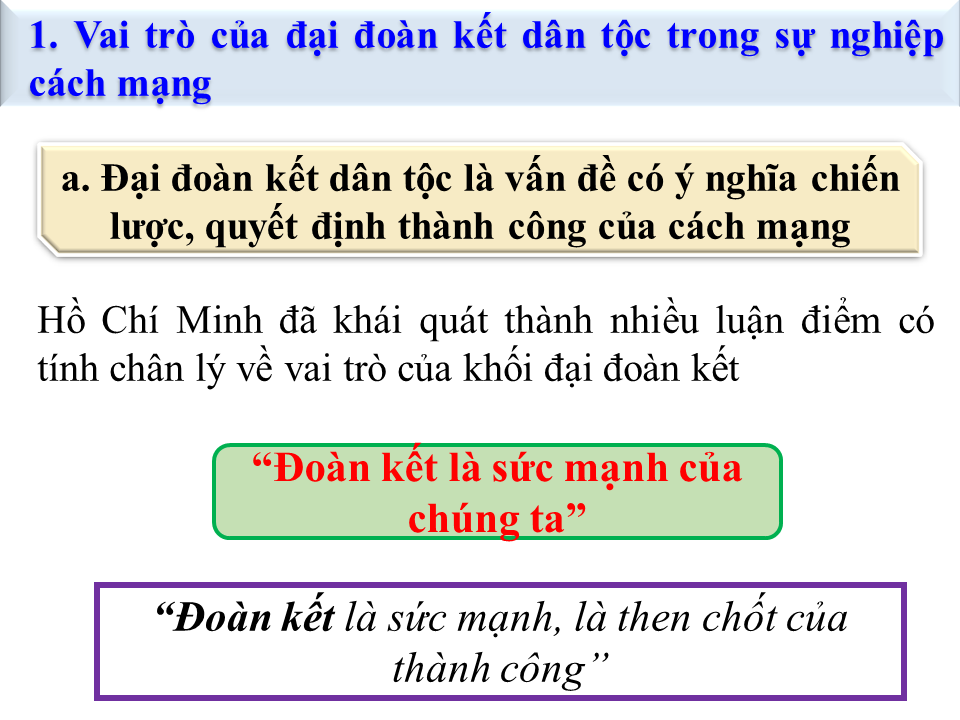 1. Vai trò của đại đoàn kết dân tộc trong sự nghiệp
cách mạng
a. Đại đoàn kết dân tộc là vấn đề có ý nghĩa chiến
lược, quyết định thành công của cách mạng
Hồ Chí Minh đã khái quát thành nhiều luận điểm có
tính chân lý về vai trò của khối đại đoàn kết
“Đoàn kết là sức mạnh của
chúng ta”
“Đoàn kết là sức mạnh, là then chốt của
thành công”